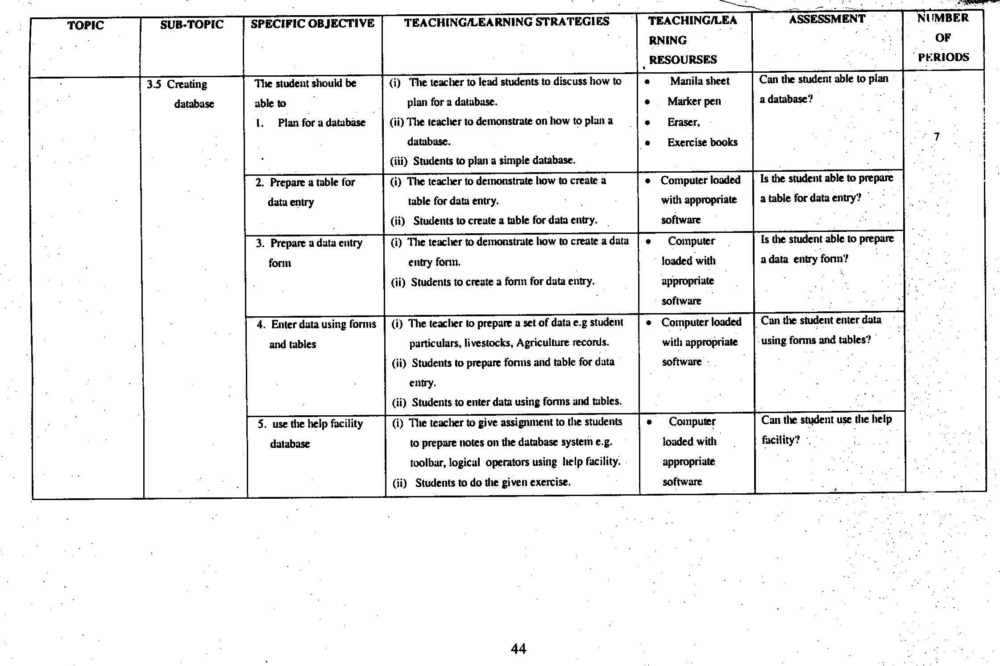 TOPIC
SUB-TOPIC
SPECIFIC OBJECTIVE
TEACHING/LEARNING STRATEGIES
TEACHING/LEA
RNING
RESOURSES
ASSESSMENT
NUMBER
OF
PERIODS
3.5 Creating
database
The student should be
able to
1. Plan for a database
(i) The teacher to lead students to discuss how to
plan for a database.
(ii) The teacher to demonstrate on how to plan a
database.
(iii) Students to plan a simple database.
• Manila sheet
• Marker pen
• Eraser,
• Exercise books
Can the student able to plan
a database?
7
2. Prepare a table for
data entry
(i) The teacher to demonstrate how to create a
table for data entry.
(ii) Students to create a table for data entry.
• Computer loaded
with appropriate
software
Is the student able to prepare
a table for data entry?
3. Prepare a data entry
form
(i) The teacher to demonstrate how to create a data
entry form.
(ii) Students to create a form for data entry.
• Computer
loaded with
appropriate
software
Is the student able to prepare
a data entry form?
4. Enter data using forms
and tables
(i) The teacher to prepare a set of data e.g student
particulars, livestocks, Agriculture records.
(ii) Students to prepare forms and table for data
entry.
(ii) Students to enter data using forms and tables.
• Computer loaded
with appropriate
software
Can the student enter data
using forms and tables?
5. use the help facility
database
(i) The teacher to give assignment to the students
to prepare notes on the database system e.g.
toolbar, logical operators using help facility.
(ii) Students to do the given exercise.
• Computer
loaded with
appropriate
software
Can the student use the help
facility?
44